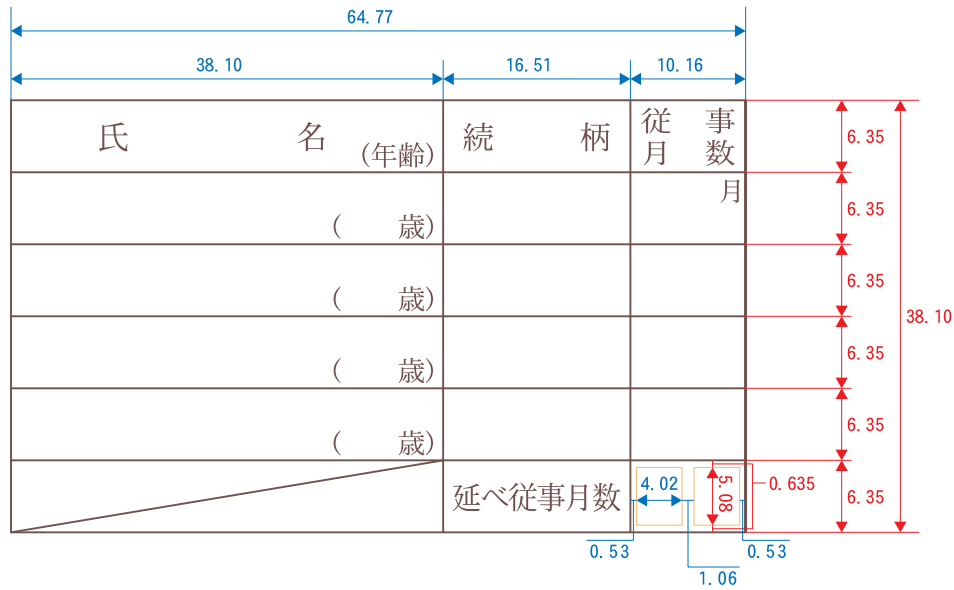 64.77
38.10 16.51 10.16
氏 名 (年齢) 続 柄 従事月数
6.35
月
6.35
( 歳)
6.35
( 歳)
38.10
6.35
( 歳)
6.35
( 歳)
延べ従事月数 4.02 5.08 0.635 6.35
0.53 0.53
1.06